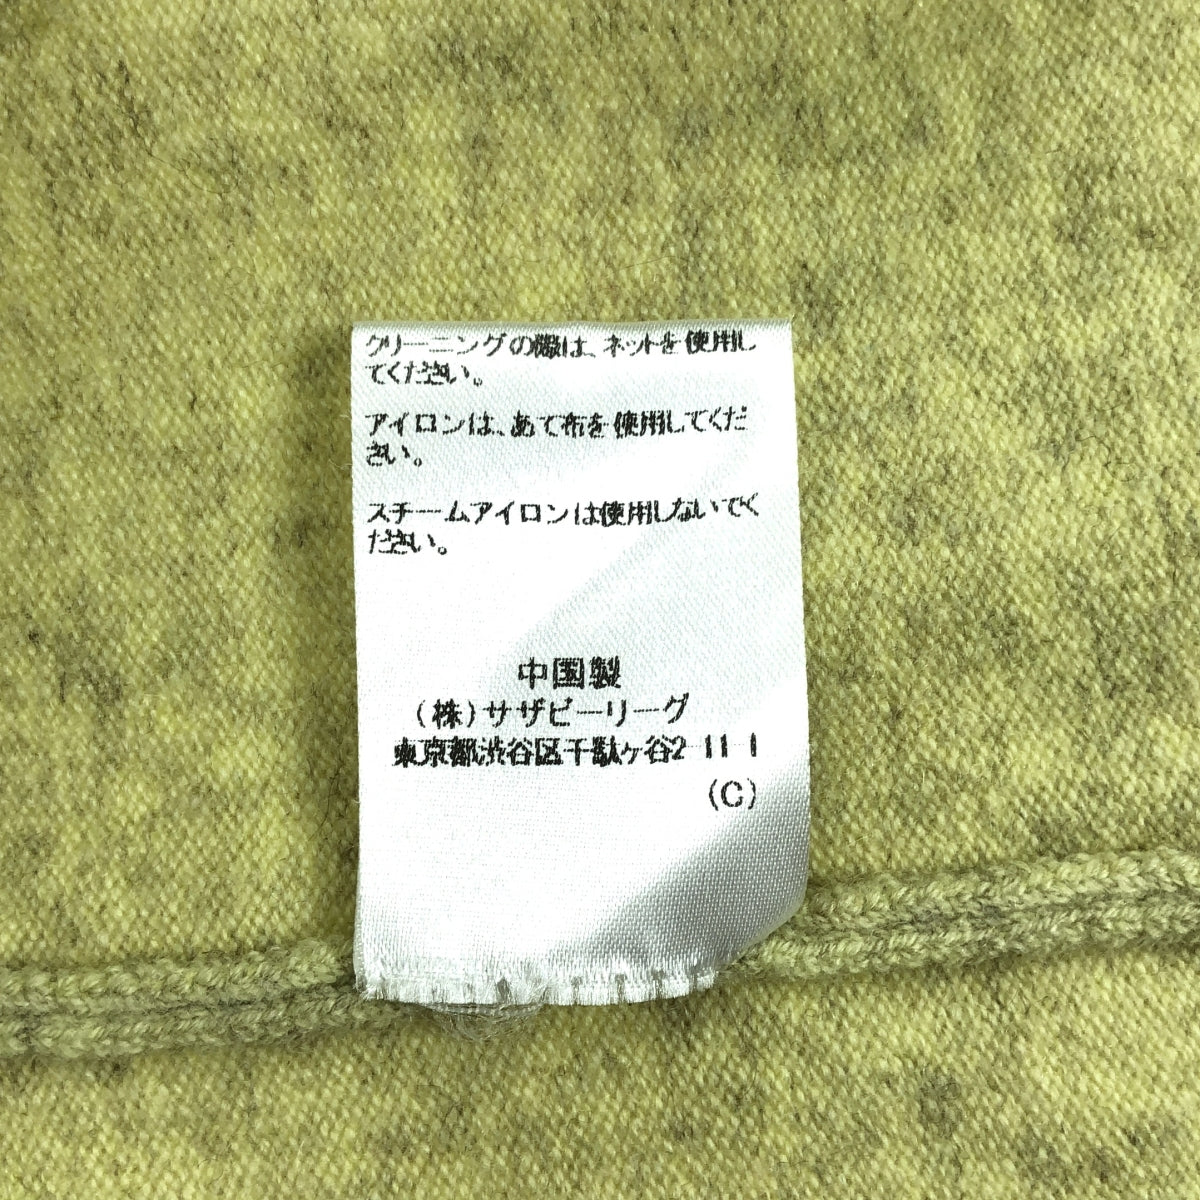 クリーニングの際は、ネットを使用し
てください。
アイロンは、あて布を使用してくだ
さい。
スチームアイロンは使用しないでく
ださい。
中国製
(株)サザビーリーグ
東京都渋谷区千駄ヶ谷2-11-1
(C)